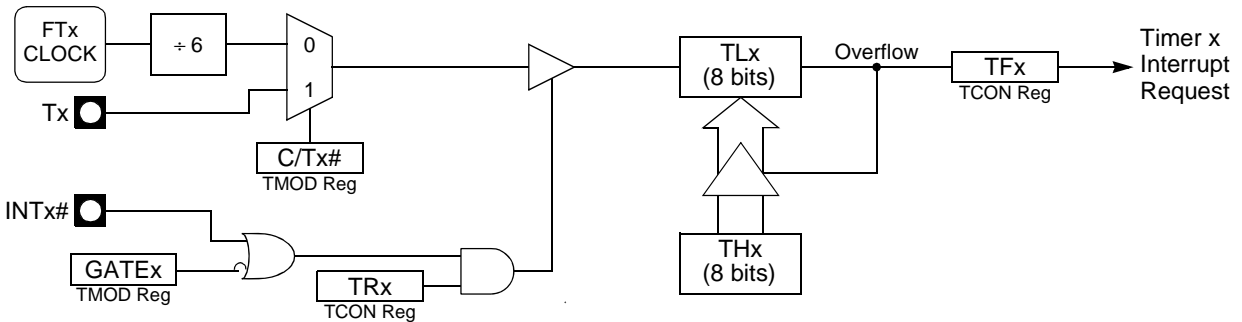 FTx
CLOCK
÷ 6
0
1
Tx
C/Tx#
TMOD Reg
INTx#
GATEx
TMOD Reg
TRx
TCON Reg
TLx
(8 bits)
Overflow
TFx
TCON Reg
Timer x
Interrupt
Request
THx
(8 bits)